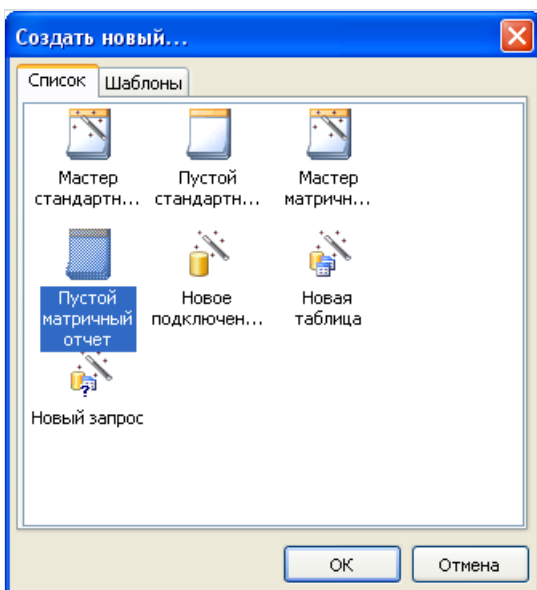 Создать новый...
Список Шаблоны
Мастер Пустой Мастер
стандартн... стандартн... матричн...
Пустой Новое Новая
матричный подключен... таблица
отчет
Новый запрос
ОК Отмена